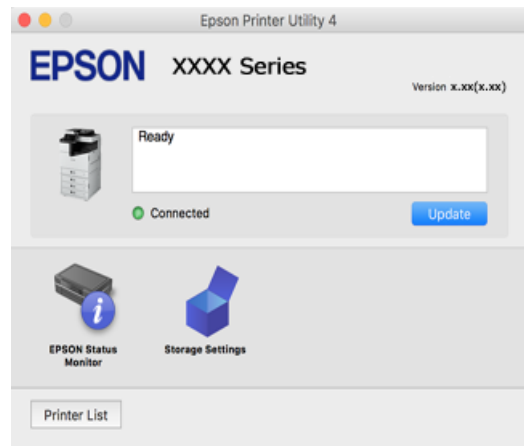 Epson Printer Utility 4
EPSON XXXX Series
Version x.xx(x.xx)
Ready
Connected
Update
EPSON Status
Monitor
Storage Settings
Printer List